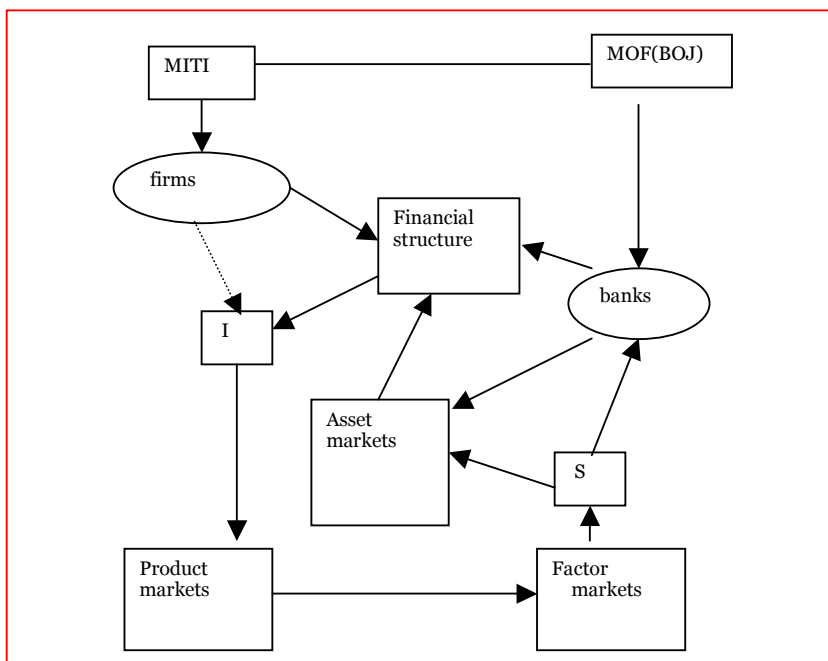 MITI
MOF(BOJ)
firms
Financial
structure
banks
I
Asset
markets
S
Product
markets
Factor
markets